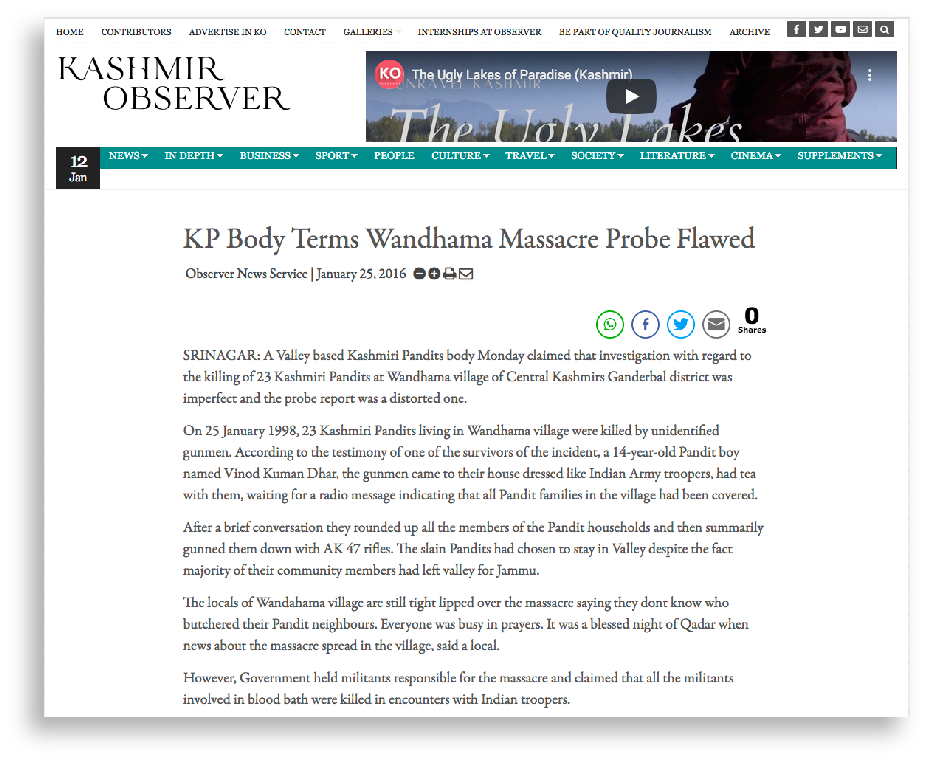 HOME CONTRIBUTORS ADVERTISE IN KO CONTACT GALLERIES INTERNSHIPS AT OBSERVER BE PART OF QUALITY JOURNALISM ARCHIVE
KASHMIR
OBSERVER
KO The Ugly Lakes of Paradise (Kashmir)
UNRAVEL KASHMIR
The Ugly Lakes
12
Jan
NEWS IN DEPTH BUSINESS SPORT PEOPLE CULTURE TRAVEL SOCIETY LITERATURE CINEMA SUPPLEMENTS
KP Body Terms Wandhama Massacre Probe Flawed
Observer News Service | January 25, 2016
0
Shares
SRINAGAR: A Valley based Kashmiri Pandits body Monday claimed that investigation with regard to
the killing of 23 Kashmiri Pandits at Wandhama village of Central Kashmirs Ganderbal district was
imperfect and the probe report was a distorted one.
On 25 January 1998, 23 Kashmiri Pandits living in Wandhama village were killed by unidentified
gunmen. According to the testimony of one of the survivors of the incident, a 14-year-old Pandit boy
named Vinod Kuman Dhar, the gunmen came to their house dressed like Indian Army troopers, had tea
with them, waiting for a radio message indicating that all Pandit families in the village had been covered.
After a brief conversation they rounded up all the members of the Pandit households and then summarily
gunned them down with AK 47 rifles. The slain Pandits had chosen to stay in Valley despite the fact
majority of their community members had left valley for Jammu.
The locals of Wandahama village are still tight lipped over the massacre saying they dont know who
butchered their Pandit neighbours. Everyone was busy in prayers. It was a blessed night of Qadar when
news about the massacre spread in the village, said a local.
However, Government held militants responsible for the massacre and claimed that all the militants
involved in blood bath were killed in encounters with Indian troopers.